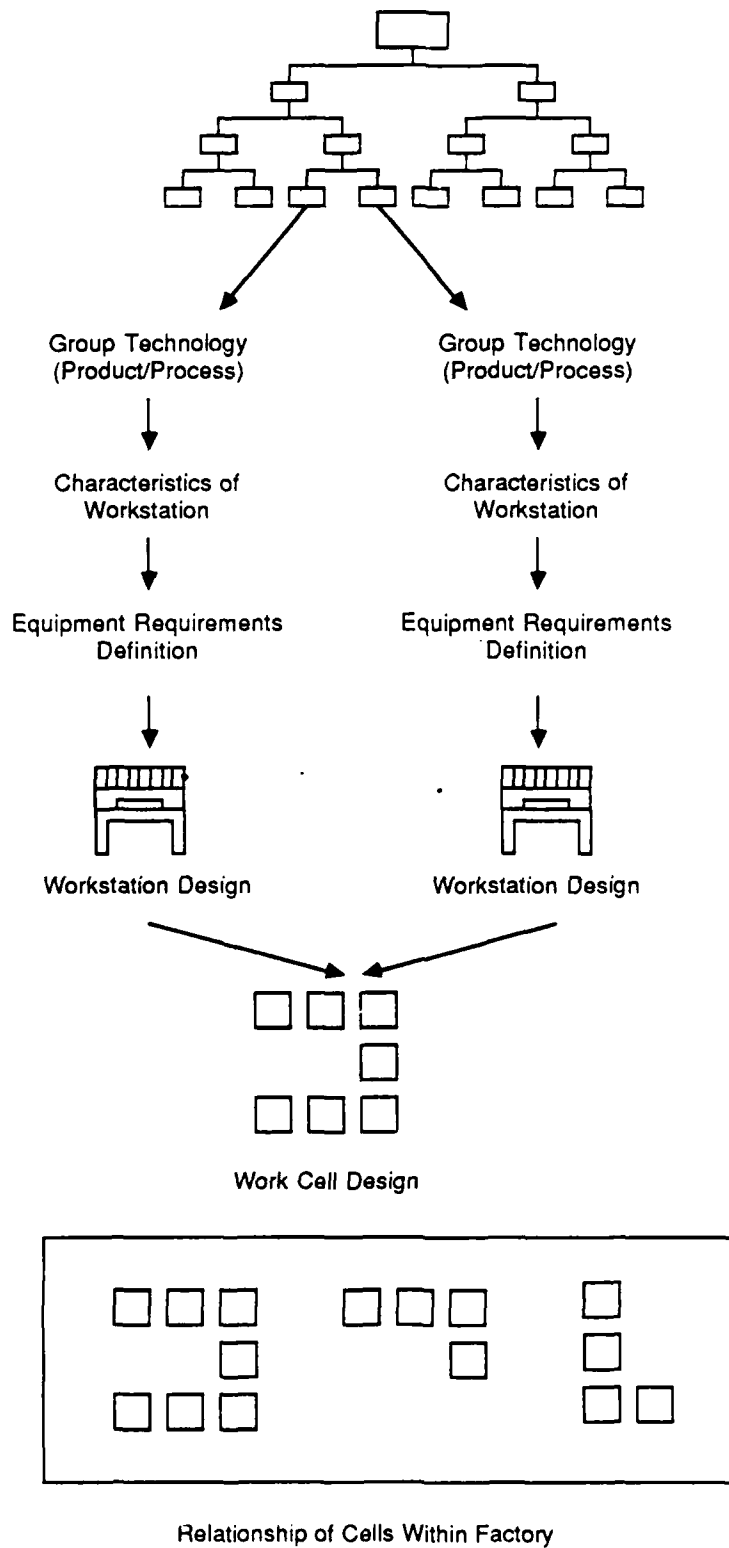 Group Technology
(Product/Process)
Group Technology
(Product/Process)
Characteristics of
Workstation
Characteristics of
Workstation
Equipment Requirements
Definition
Equipment Requirements
Definition
Workstation Design
Workstation Design
Work Cell Design
Relationship of Cells Within Factory